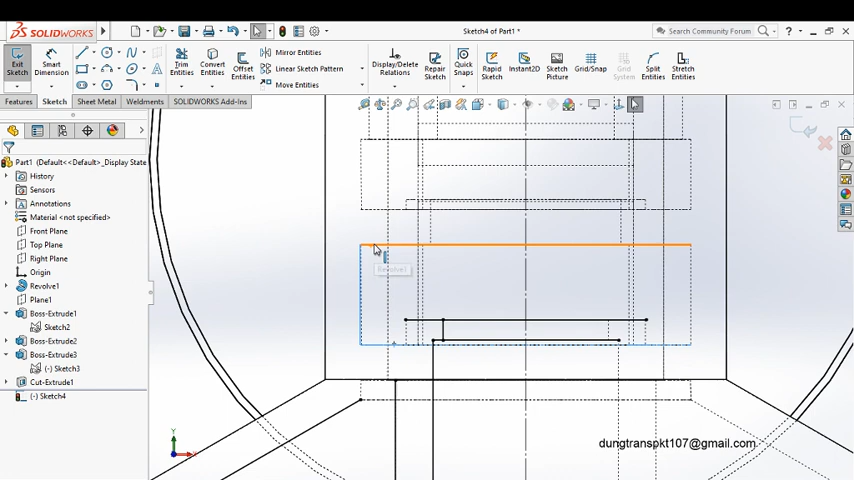 SOLIDWORKS
Sketch4 of Part1 *
Search Community Forum
Exit Sketch
Smart Dimension
Trim Entities
Convert Entities
Offset Entities
Mirror Entities
Linear Sketch Pattern
Move Entities
Display/Delete Relations
Repair Sketch
Quick Snaps
Rapid Sketch
Instant2D
Sketch Picture
Grid/Snap
Grid System
Split Entities
Stretch Entities
Features
Sketch
Sheet Metal
Weldments
SOLIDWORKS Add-Ins
Part1 (Default<<Default>_Display State
History
Sensors
Annotations
Material <not specified>
Front Plane
Top Plane
Right Plane
Origin
Revolve1
Plane1
Boss-Extrude1
Sketch2
Boss-Extrude2
Boss-Extrude3
(-) Sketch3
Cut-Extrude1
(-) Sketch4
Revolve1
Y
X
dungtranspkt107@gmail.com